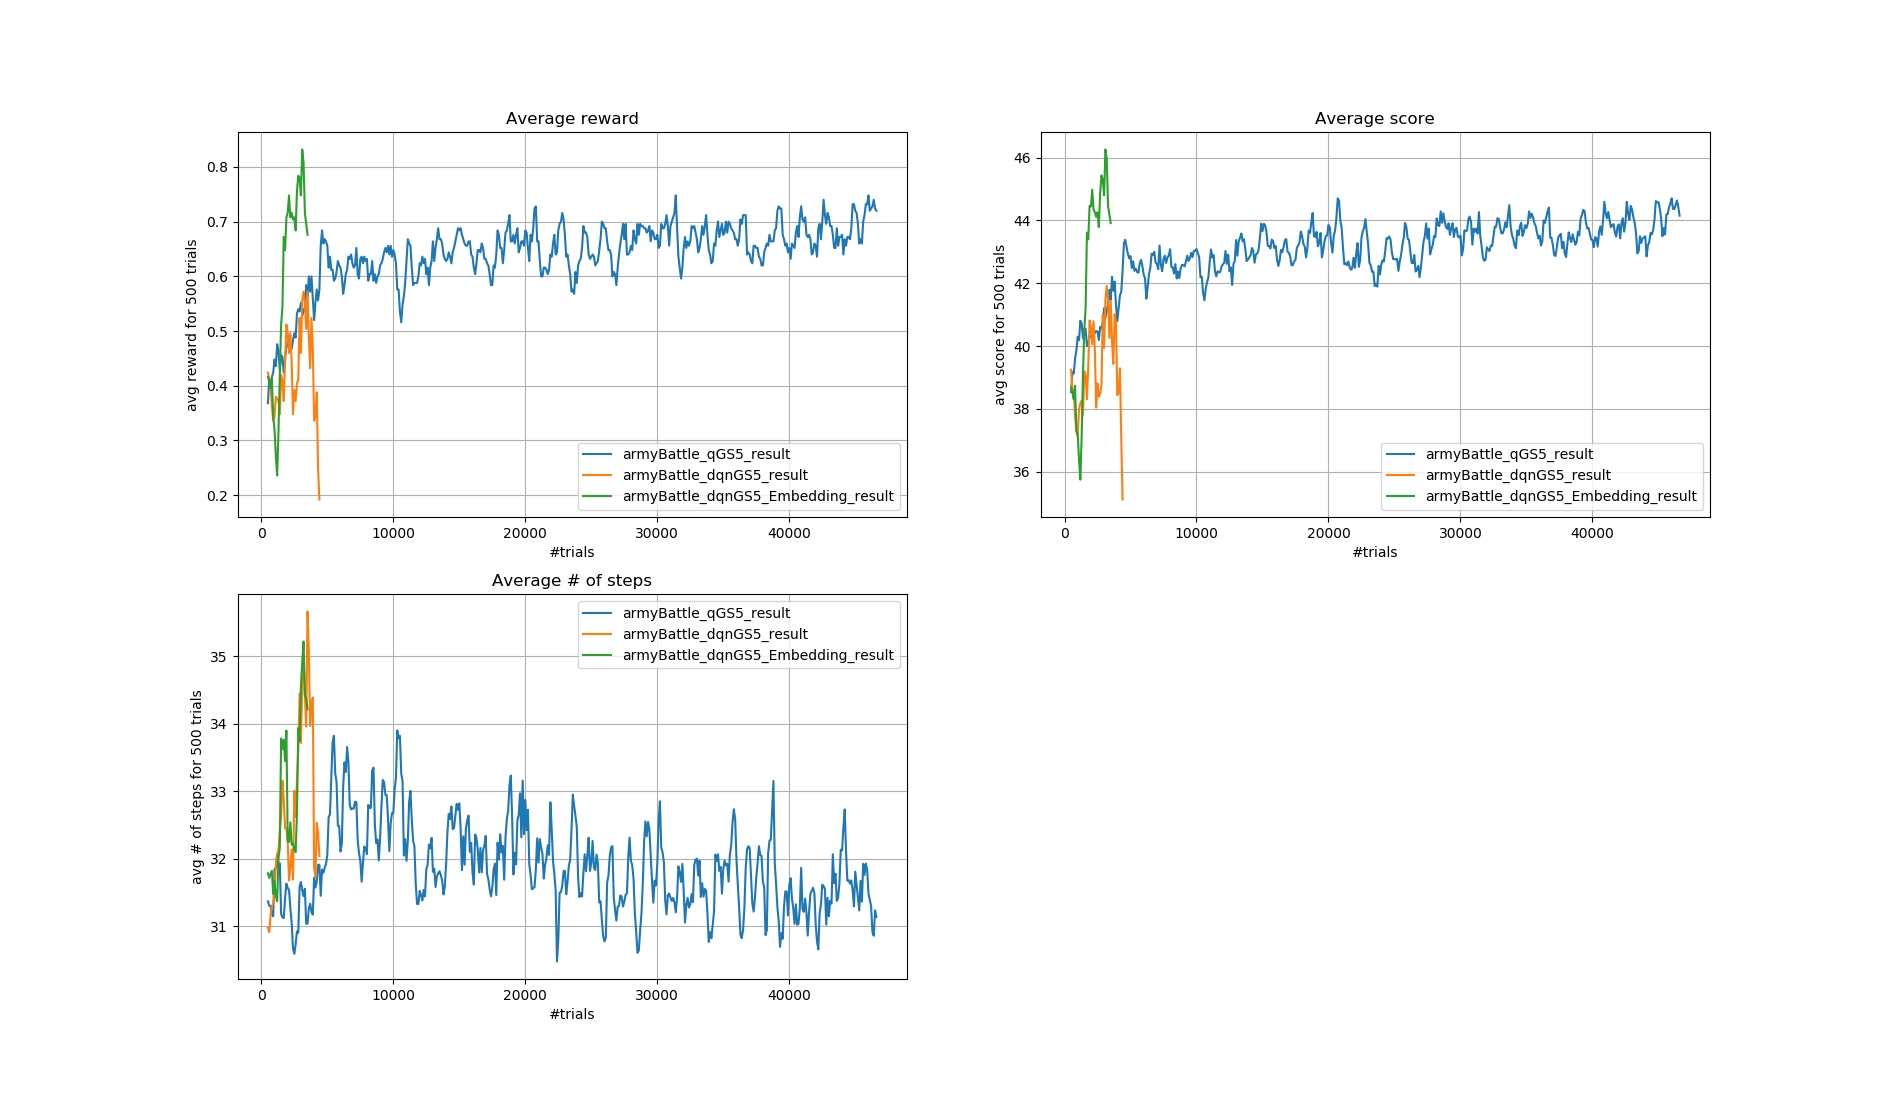 Average reward
avg reward for 500 trials
0.8
0.7
0.6
0.5
0.4
0.3
0.2
0
10000
20000
30000
40000
#trials
armyBattle_qGS5_result
armyBattle_dqnGS5_result
armyBattle_dqnGS5_Embedding_result
Average score
avg score for 500 trials
46
44
42
40
38
36
0
10000
20000
30000
40000
#trials
armyBattle_qGS5_result
armyBattle_dqnGS5_result
armyBattle_dqnGS5_Embedding_result
Average # of steps
avg # of steps for 500 trials
35
34
33
32
31
0
10000
20000
30000
40000
#trials
armyBattle_qGS5_result
armyBattle_dqnGS5_result
armyBattle_dqnGS5_Embedding_result